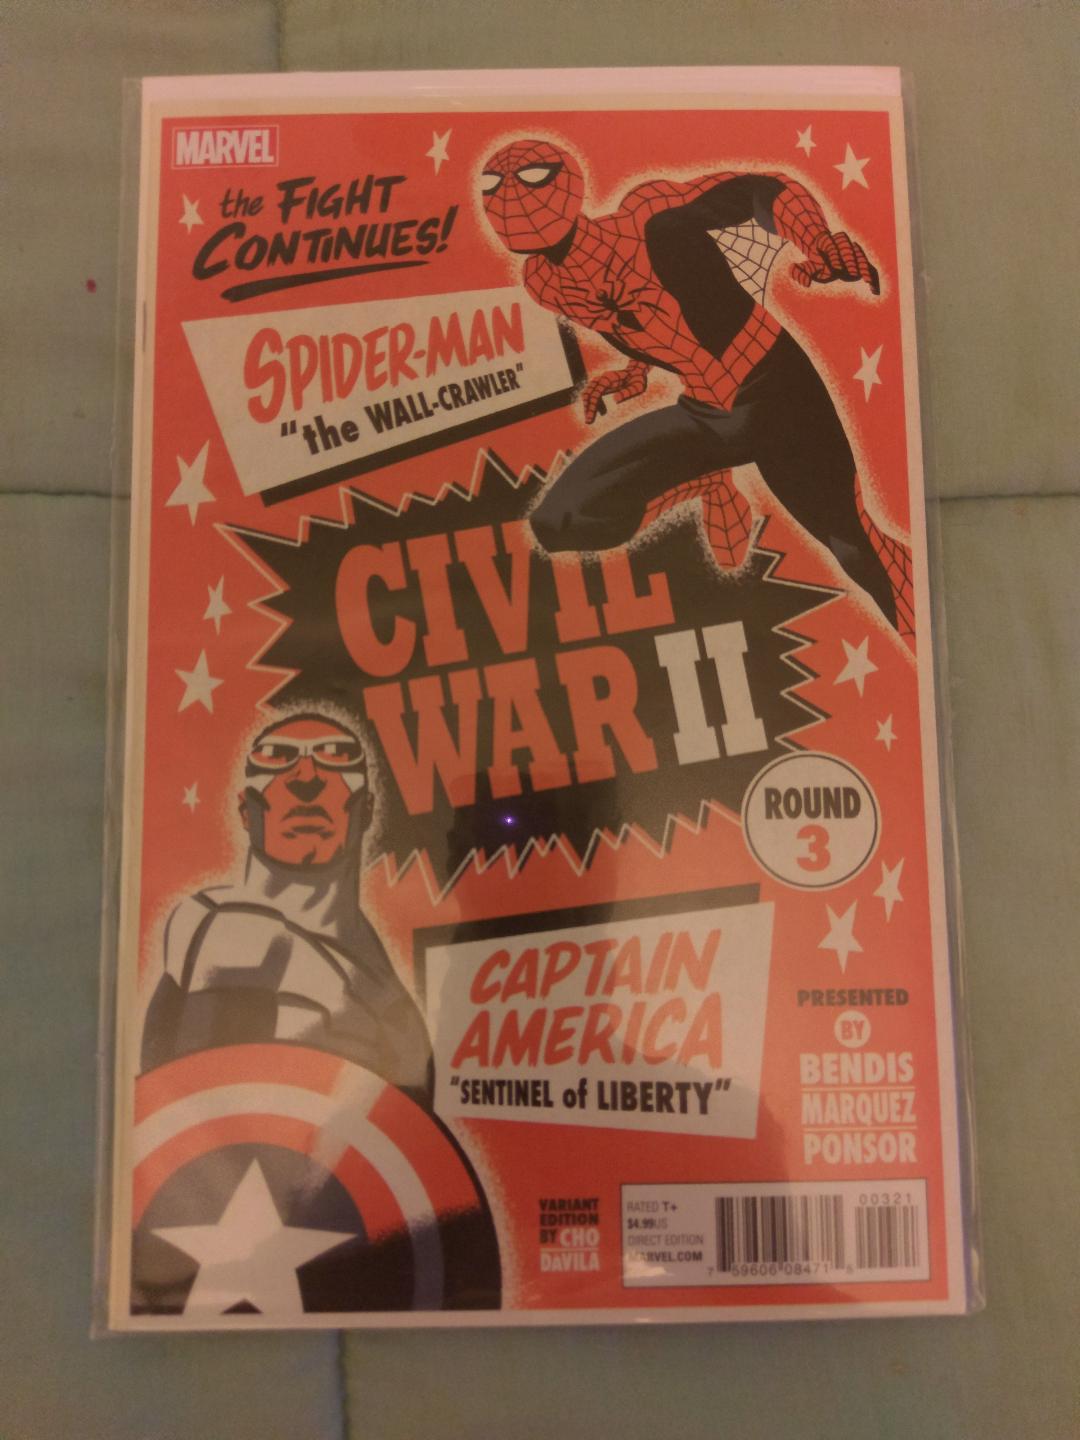 MARVEL
the FIGHT
CONTINUES!
SPIDER-MAN
"the WALL-CRAWLER"
CIVIL
WAR II
ROUND
3
CAPTAIN
AMERICA
"SENTINEL of LIBERTY"
PRESENTED
BY
BENDIS
MARQUEZ
PONSOR
VARIANT
EDITION
BY CHO
DAVILA
RATED T+
$4.99US
DIRECT EDITION
MARVEL.COM
00321
7 59606 08471 8